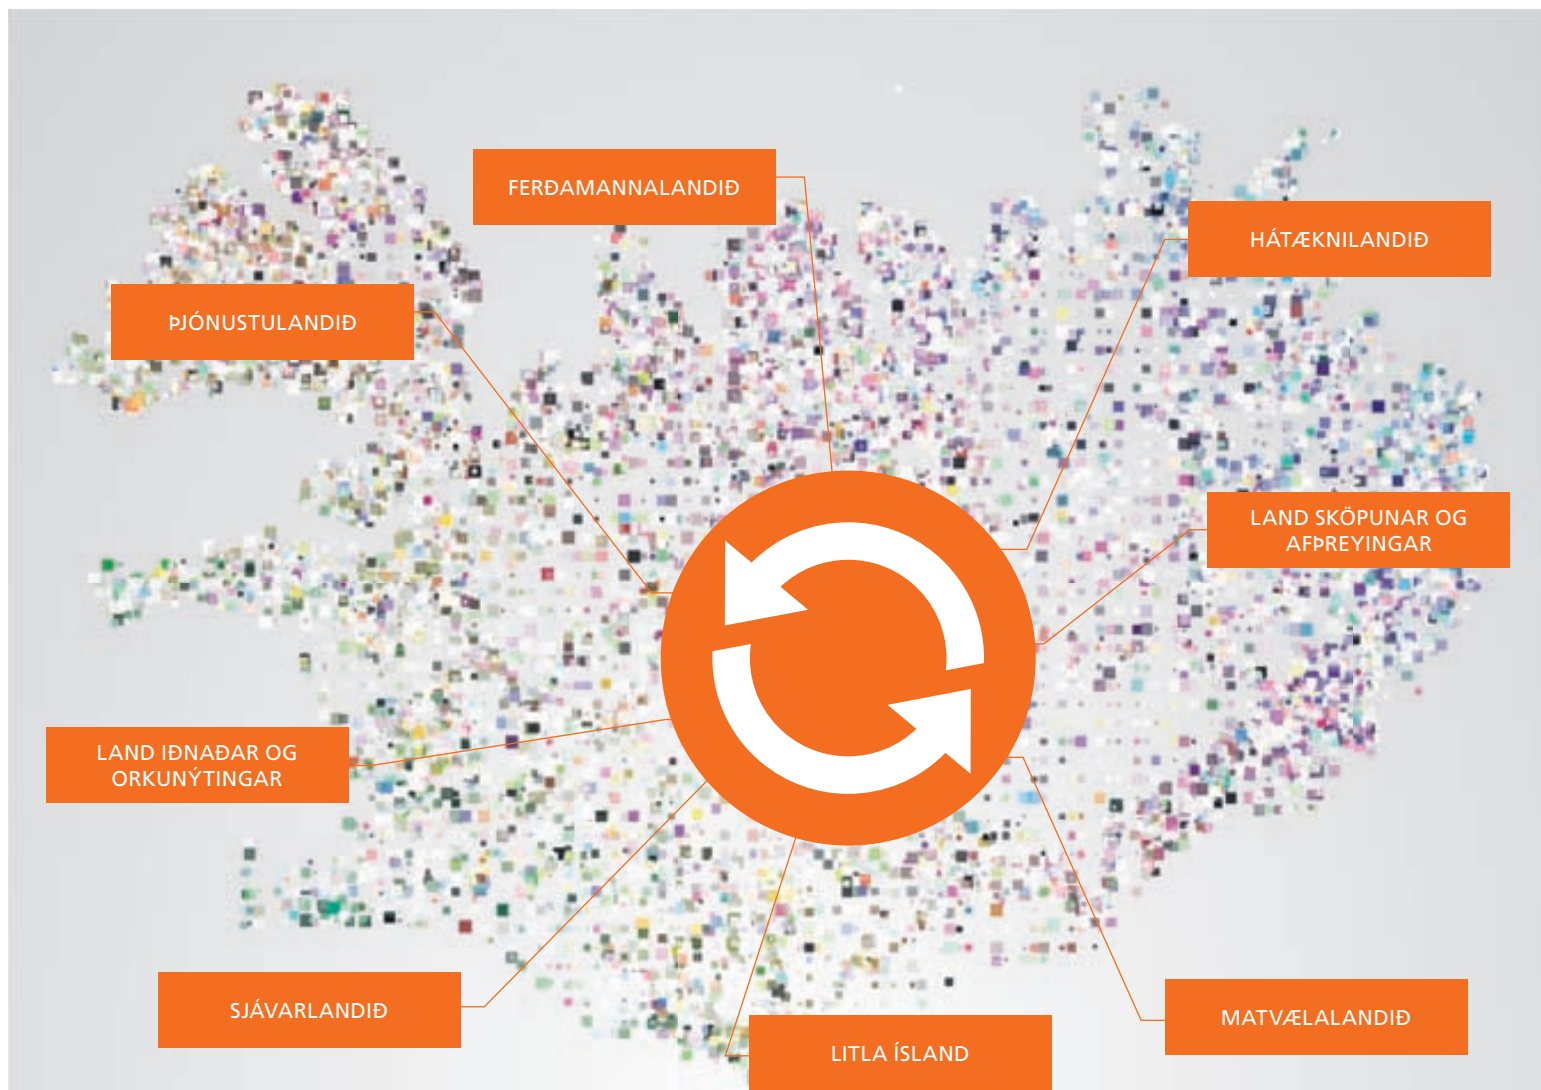 FERÐAMANNALANDIÐ
HÁTÆKNILANDIÐ
ÞJÓNUSTULANDIÐ
LAND SKÖPUNAR OG
AFÞREYINGAR
LAND IÐNAÐAR OG
ORKUNÝTINGAR
SJÁVARLANDIÐ
MATVÆLALANDIÐ
LITLA ÍSLAND